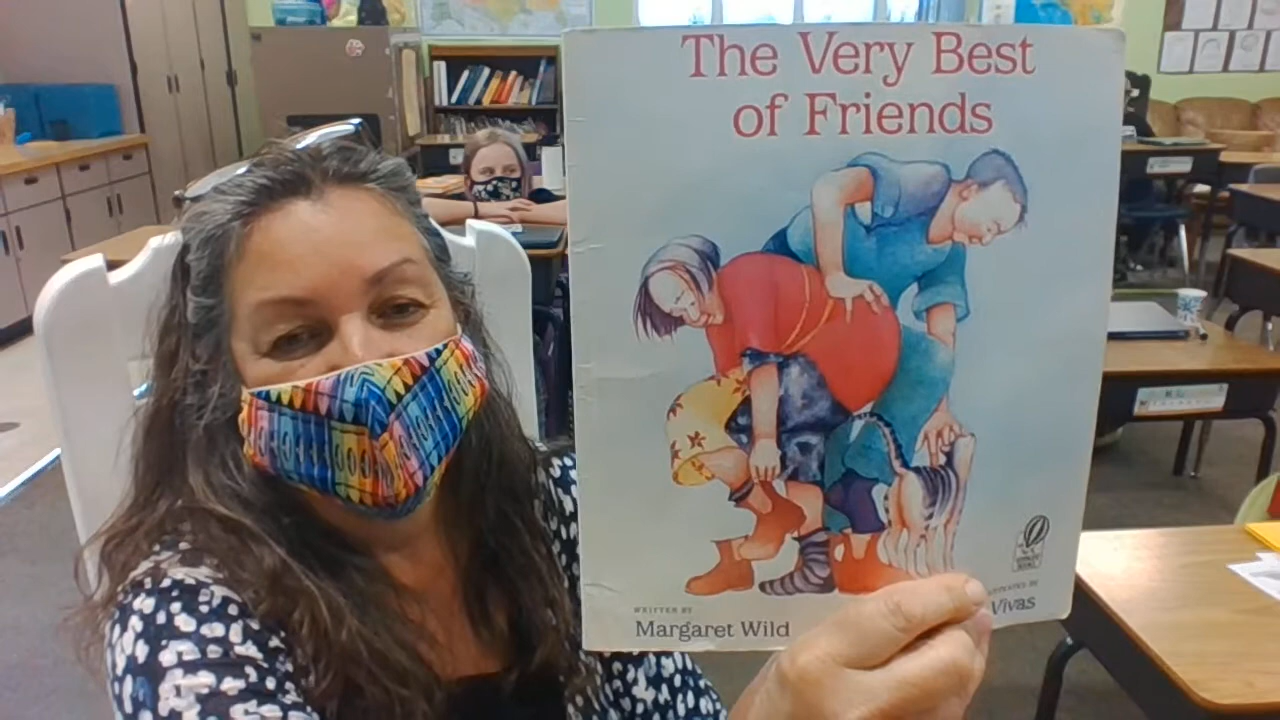 The Very Best
of Friends
WRITTEN BY
Margaret Wild
Vivas